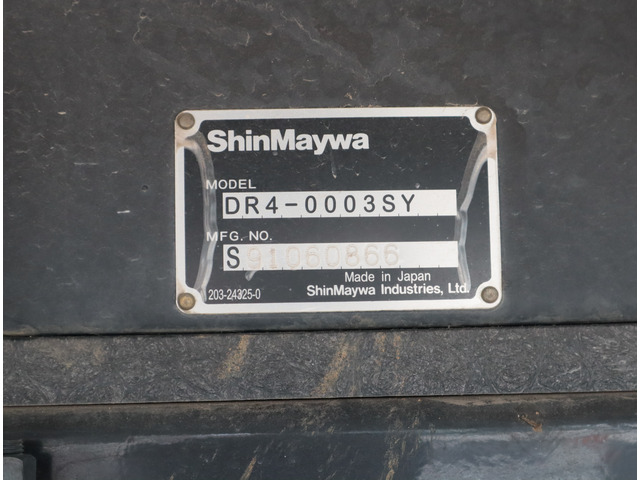 ShinMaywa
MODEL
DR4-0003SY
MFG. NO.
S91060866
Made in Japan
203-24325-0
ShinMaywa Industries, Ltd.